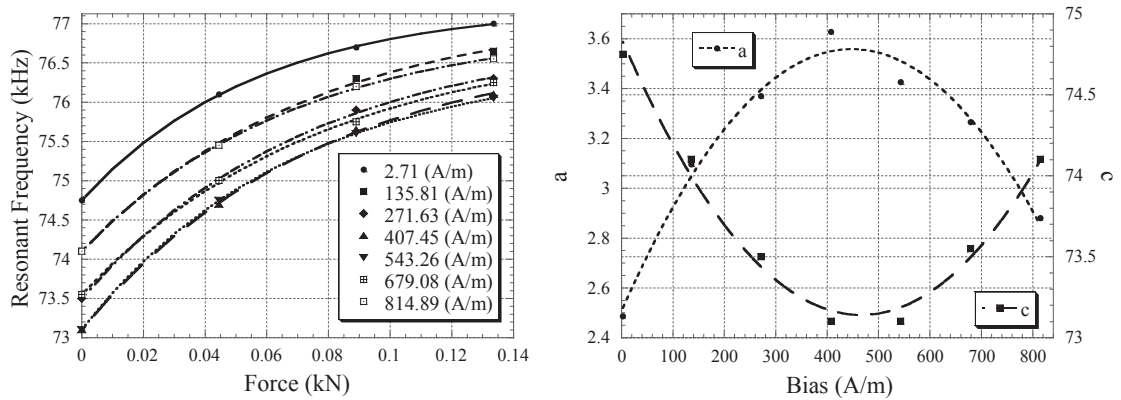 77
76.5
76
75.5
75
74.5
74
73.5
73
Resonant Frequency (kHz)
0
0.02
0.04
0.06
0.08
0.1
0.12
0.14
Force (kN)
2.71 (A/m)
135.81 (A/m)
271.63 (A/m)
407.45 (A/m)
543.26 (A/m)
679.08 (A/m)
814.89 (A/m)
3.6
3.4
3.2
3
2.8
2.6
2.4
a
a
75
74.5
74
73.5
73
c
c
0
100
200
300
400
500
600
700
800
Bias (A/m)